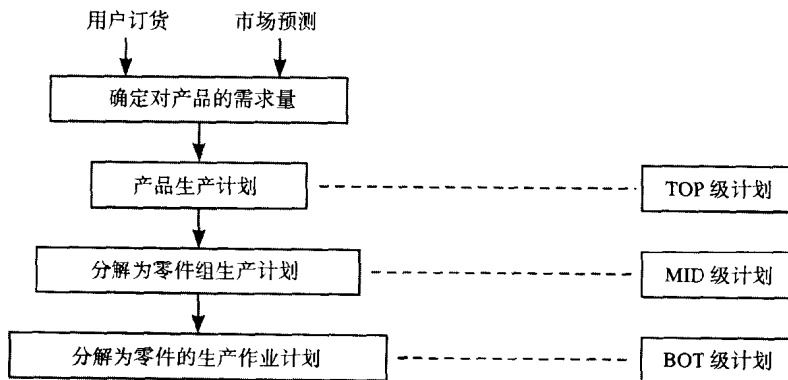 用户订货 市场预测
确定对产品的需求量
产品生产计划 TOP 级计划
分解为零件组生产计划 MID 级计划
分解为零件的生产作业计划 BOT 级计划